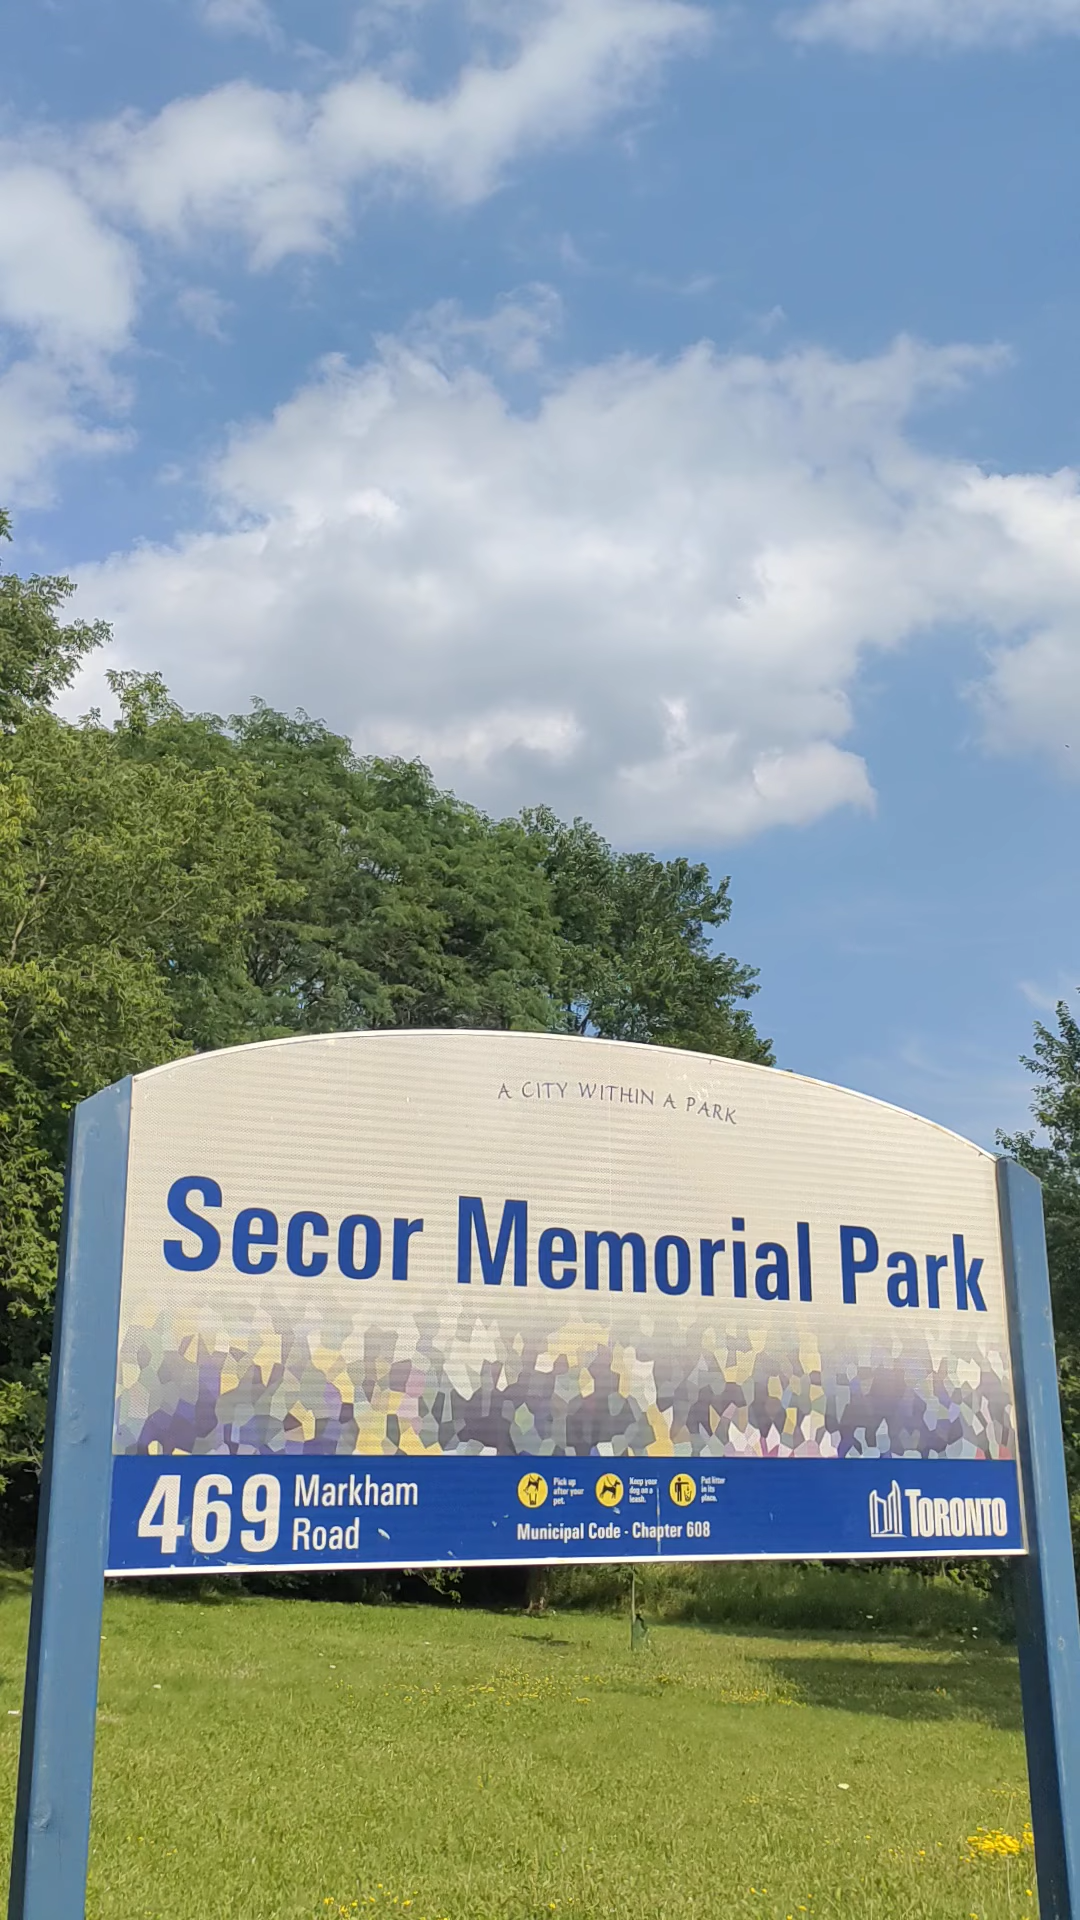 A CITY WITHIN A PARK
Secor Memorial Park
469 Markham
Road
Pick up
after your
pet.
Keep your
dog on a
leash.
Put litter
in its
place.
Municipal Code - Chapter 608
TORONTO